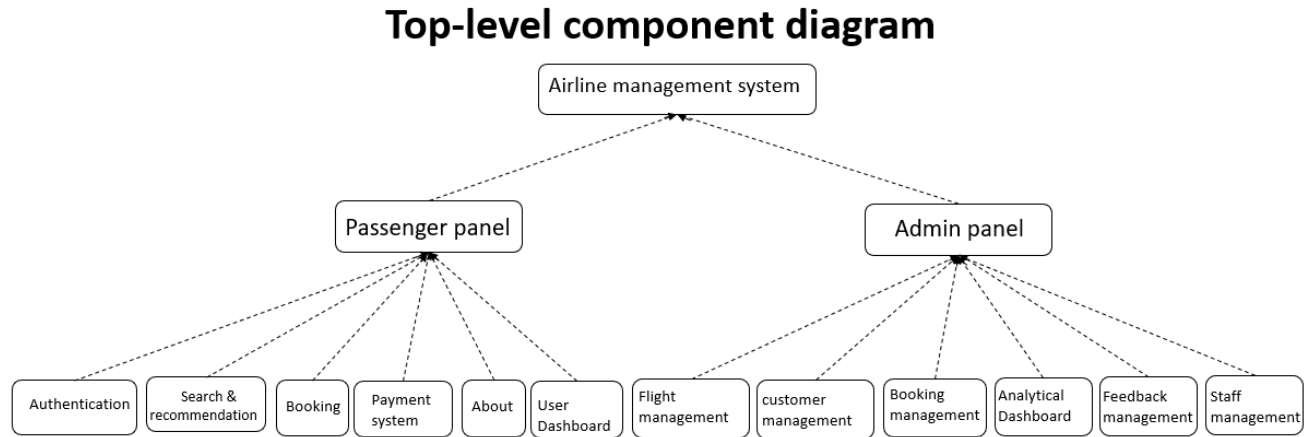 Top-level component diagram
Airline management system
Passenger panel
Admin panel
Authentication
Search &
recommendation
Booking
Payment
system
About
User
Dashboard
Flight
management
customer
management
Booking
management
Analytical
Dashboard
Feedback
management
Staff
management